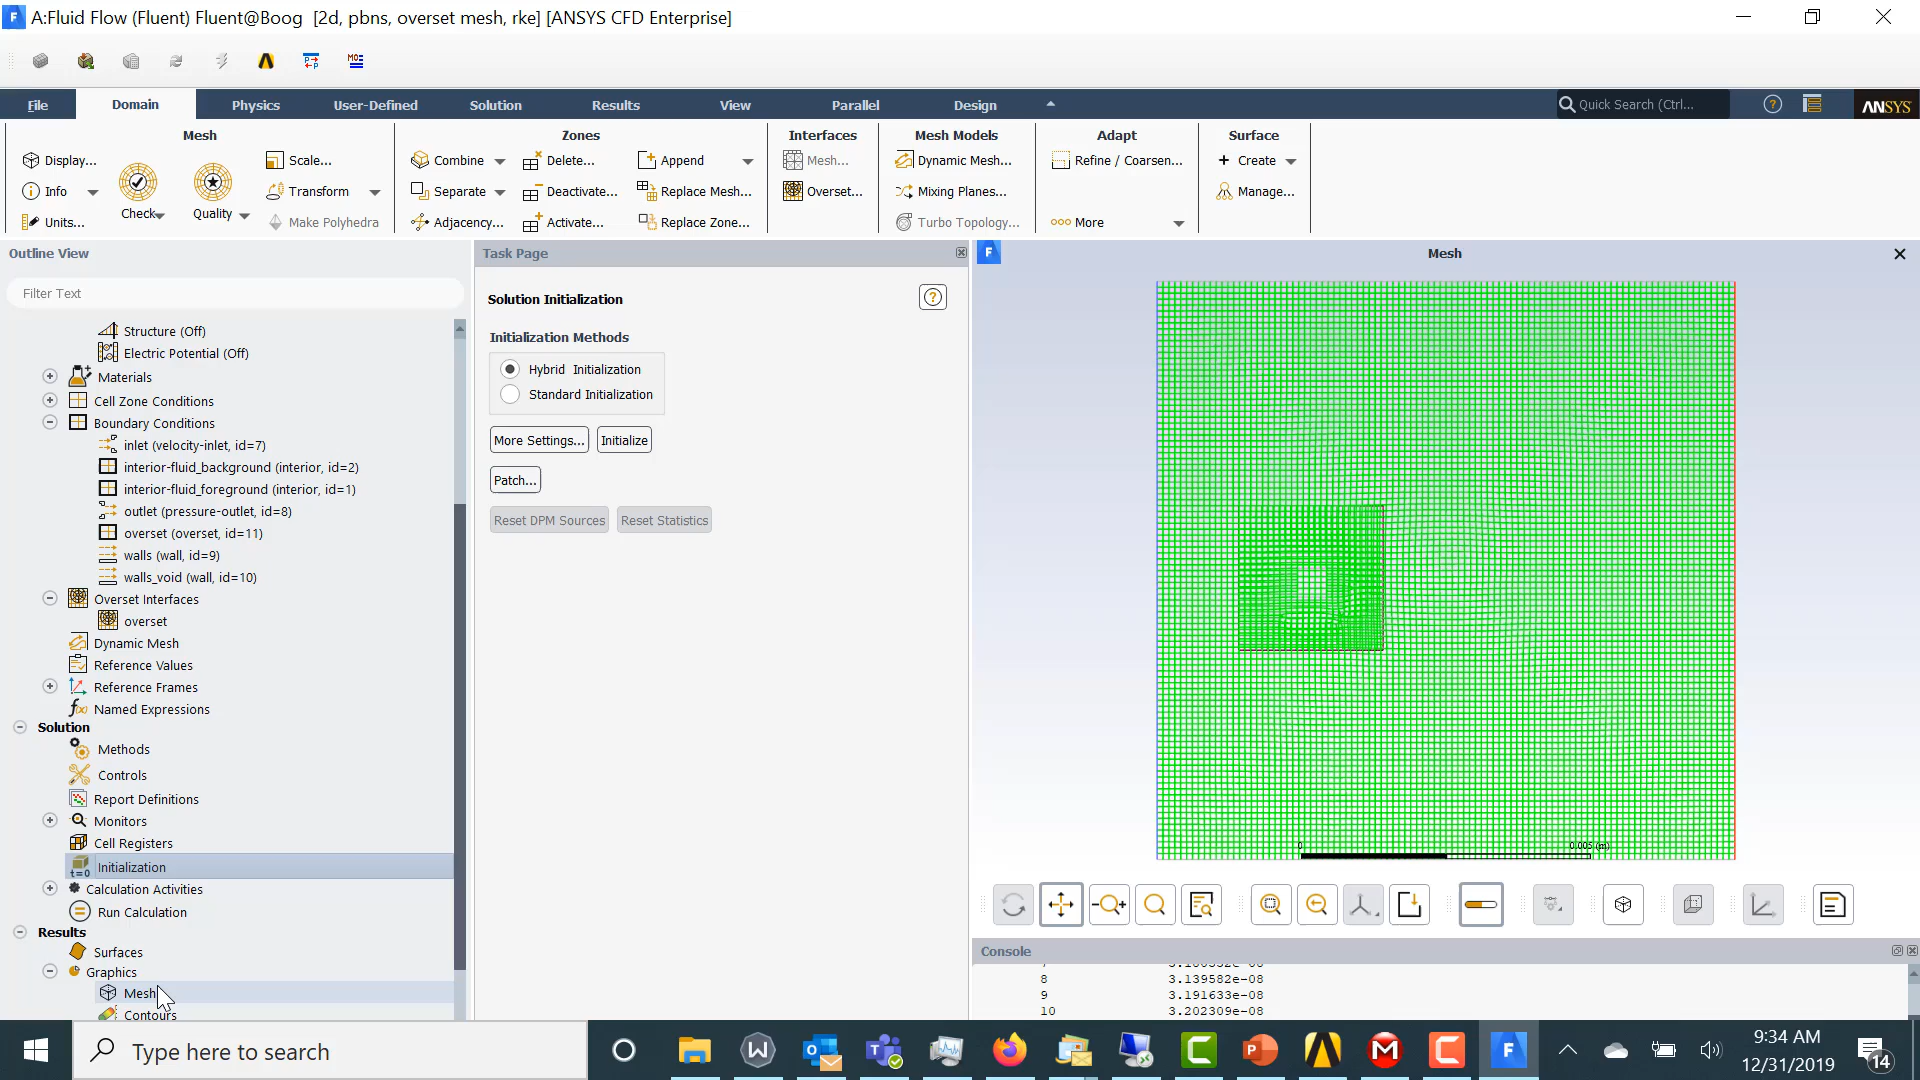 A:Fluid Flow (Fluent) Fluent@Boog [2d, pbns, overset mesh, rke] [ANSYS CFD Enterprise]
File Domain Physics User-Defined Solution Results View Parallel Design Quick Search (Ctrl... ANSYS
Mesh Zones Interfaces Mesh Models Adapt Surface
Display... Scale... Combine Delete... Append Mesh... Dynamic Mesh... Refine / Coarsen... Create
Info Transform Separate Deactivate... Replace Mesh... Overset... Mixing Planes... Manage...
Check Quality
Units... Make Polyhedra Adjacency... Activate... Replace Zone... Turbo Topology... More
Outline View
Filter Text
Structure (Off)
Electric Potential (Off)
Materials
Cell Zone Conditions
Boundary Conditions
inlet (velocity-inlet, id=7)
interior-fluid_background (interior, id=2)
interior-fluid_foreground (interior, id=1)
outlet (pressure-outlet, id=8)
overset (overset, id=11)
walls (wall, id=9)
walls_void (wall, id=10)
Overset Interfaces
overset
Dynamic Mesh
Reference Values
Reference Frames
Named Expressions
Solution
Methods
Controls
Report Definitions
Monitors
Cell Registers
t=0 Initialization
Calculation Activities
Run Calculation
Results
Surfaces
Graphics
Mesh
Contours
Task Page
Solution Initialization
Initialization Methods
Hybrid Initialization
Standard Initialization
More Settings... Initialize
Patch...
Reset DPM Sources Reset Statistics
Mesh
0 0.005 (m)
Console
8 3.139582e-08
9 3.191633e-08
10 3.202309e-08
Type here to search
9:34 AM
12/31/2019
14